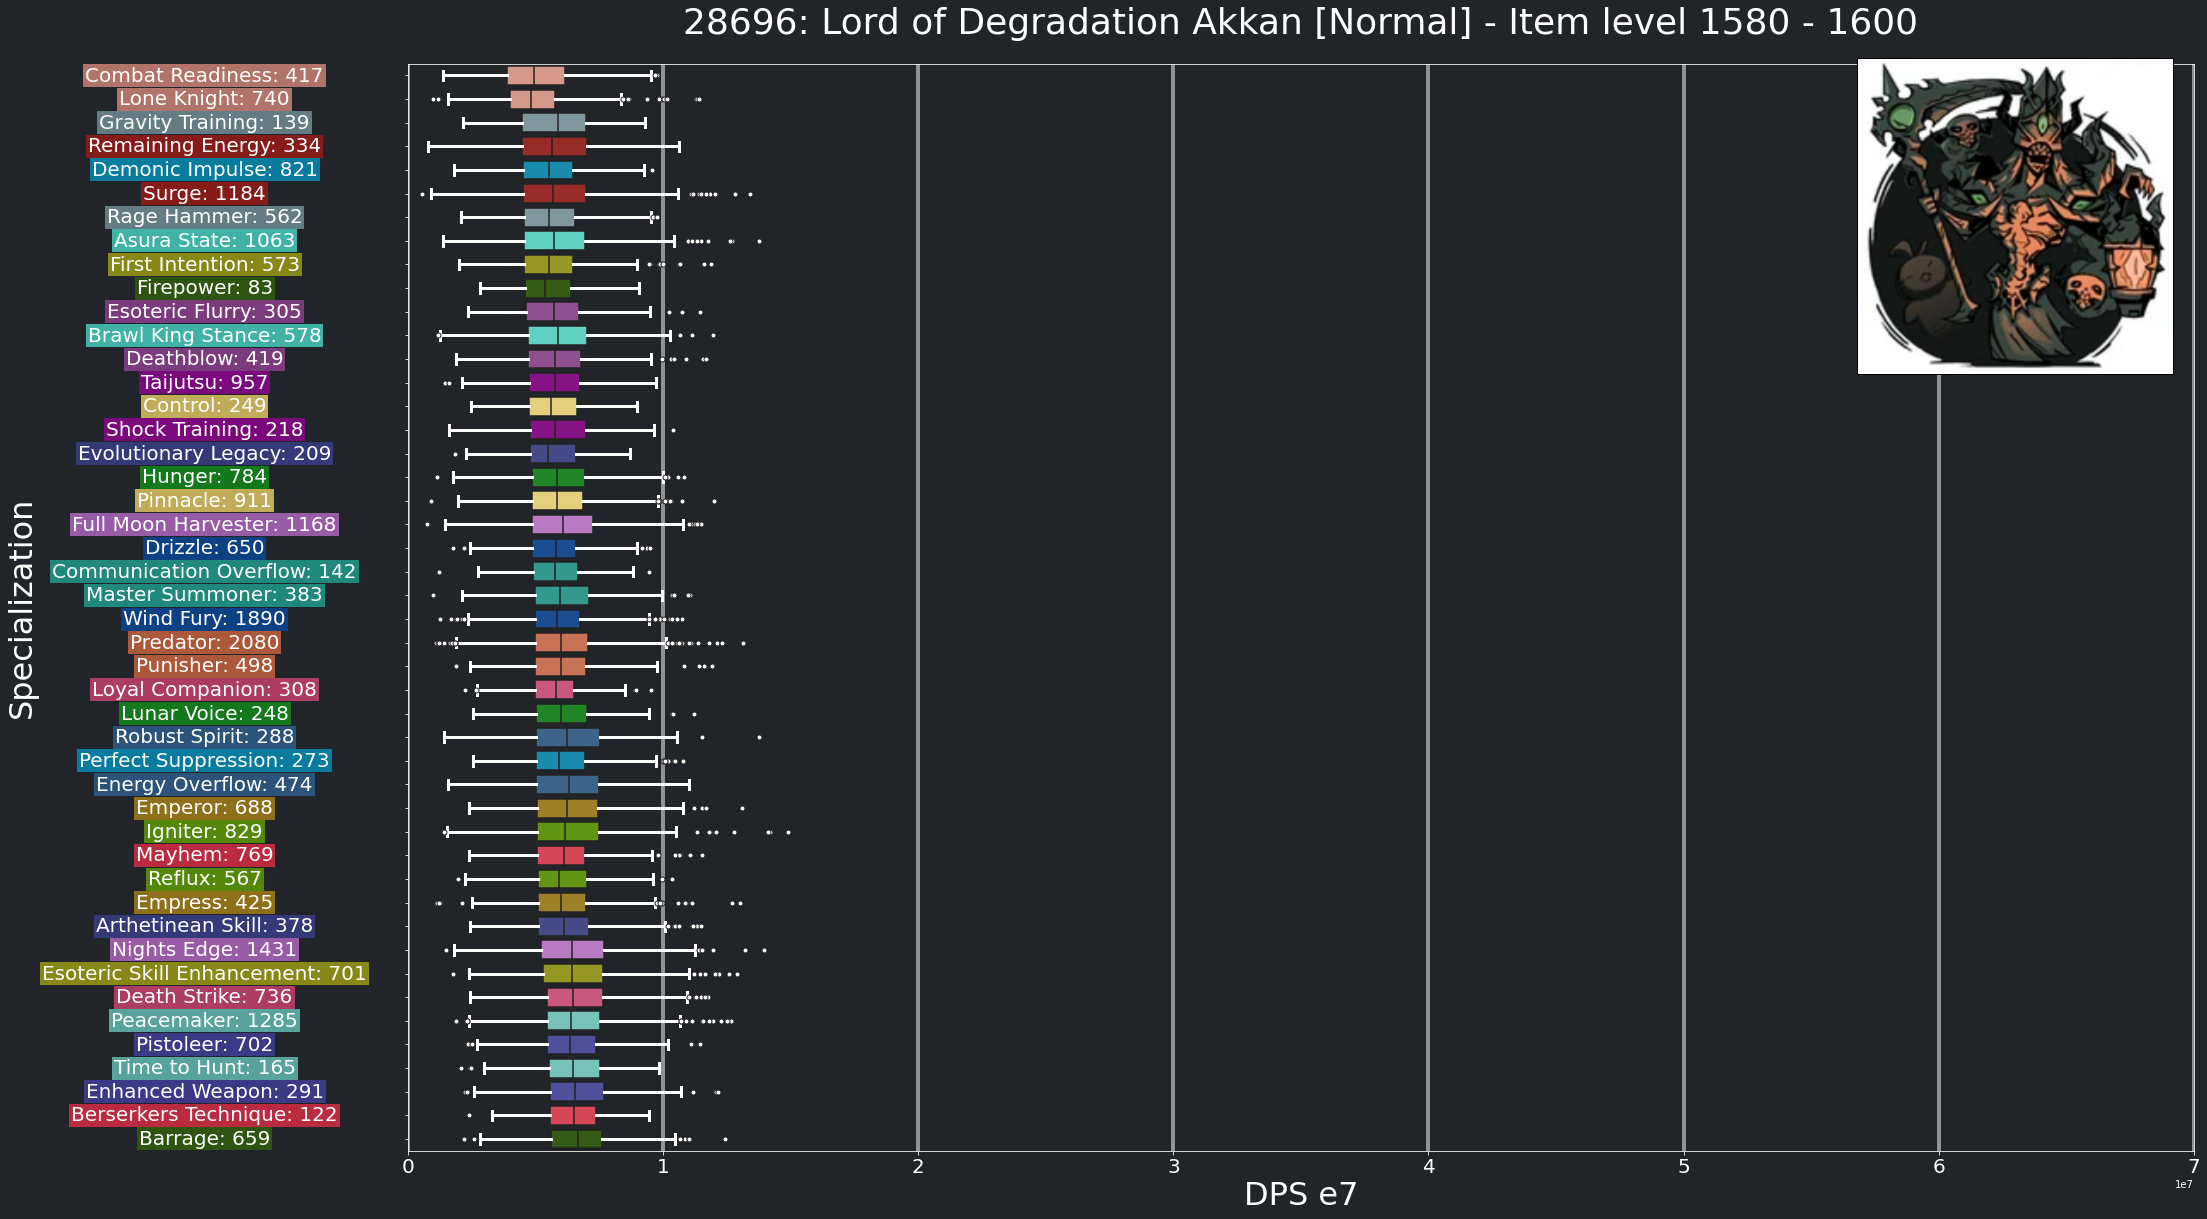 28696: Lord of Degradation Akkan [Normal] - Item level 1580 - 1600
Combat Readiness: 417
Lone Knight: 740
Gravity Training: 139
Remaining Energy: 334
Demonic Impulse: 821
Surge: 1184
Rage Hammer: 562
Asura State: 1063
First Intention: 573
Firepower: 83
Esoteric Flurry: 305
Brawl King Stance: 578
Deathblow: 419
Taijutsu: 957
Control: 249
Shock Training: 218
Evolutionary Legacy: 209
Hunger: 784
Pinnacle: 911
Full Moon Harvester: 1168
Drizzle: 650
Communication Overflow: 142
Master Summoner: 383
Wind Fury: 1890
Predator: 2080
Punisher: 498
Loyal Companion: 308
Lunar Voice: 248
Robust Spirit: 288
Perfect Suppression: 273
Energy Overflow: 474
Emperor: 688
Igniter: 829
Mayhem: 769
Reflux: 567
Empress: 425
Arthetinean Skill: 378
Nights Edge: 1431
Esoteric Skill Enhancement: 701
Death Strike: 736
Peacemaker: 1285
Pistoleer: 702
Time to Hunt: 165
Enhanced Weapon: 291
Berserkers Technique: 122
Barrage: 659
Specialization
0 1 2 3 4 5 6 7
DPS e7
1e7